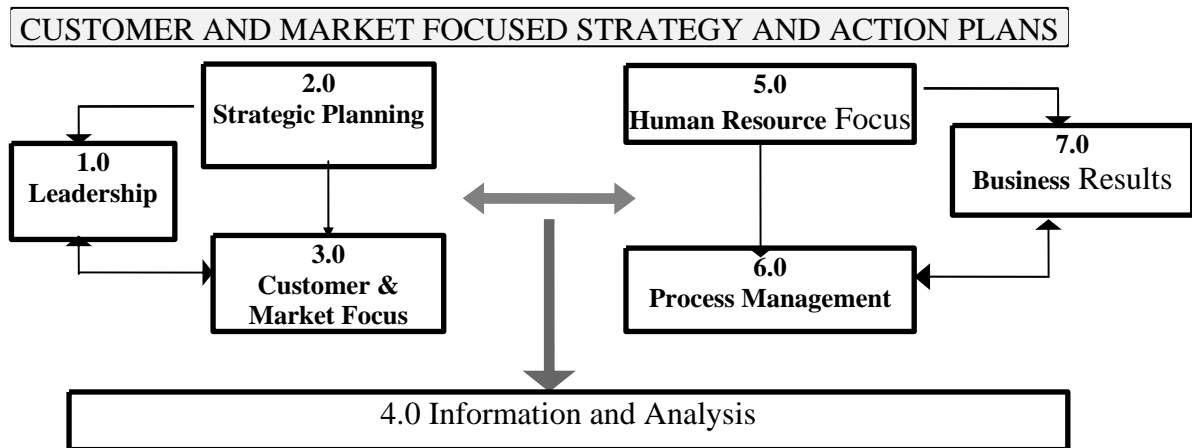 CUSTOMER AND MARKET FOCUSED STRATEGY AND ACTION PLANS
2.0
Strategic Planning
5.0
Human Resource Focus
1.0
Leadership
7.0
Business Results
3.0
Customer &
Market Focus
6.0
Process Management
4.0 Information and Analysis